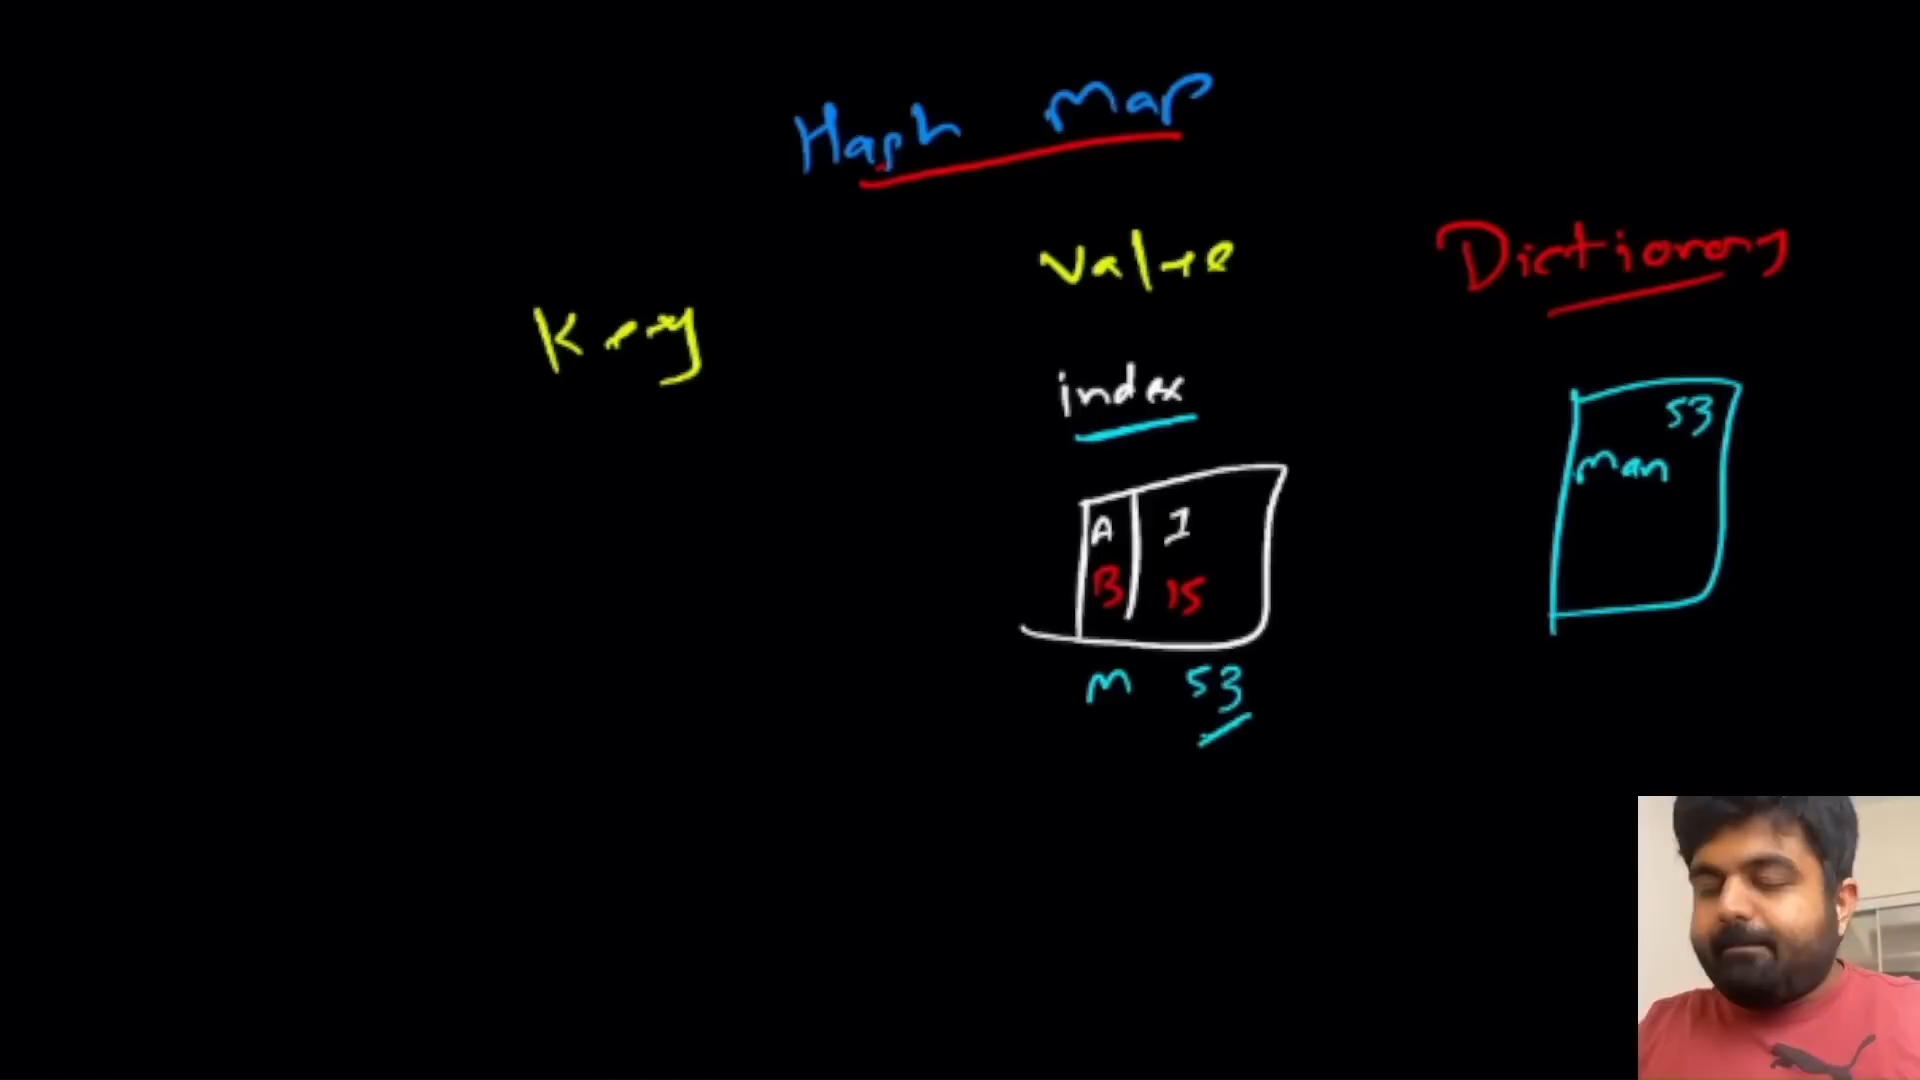 Hash Map
Value
Dictionary
Key
index
53
man
A 1
B 15
M 53